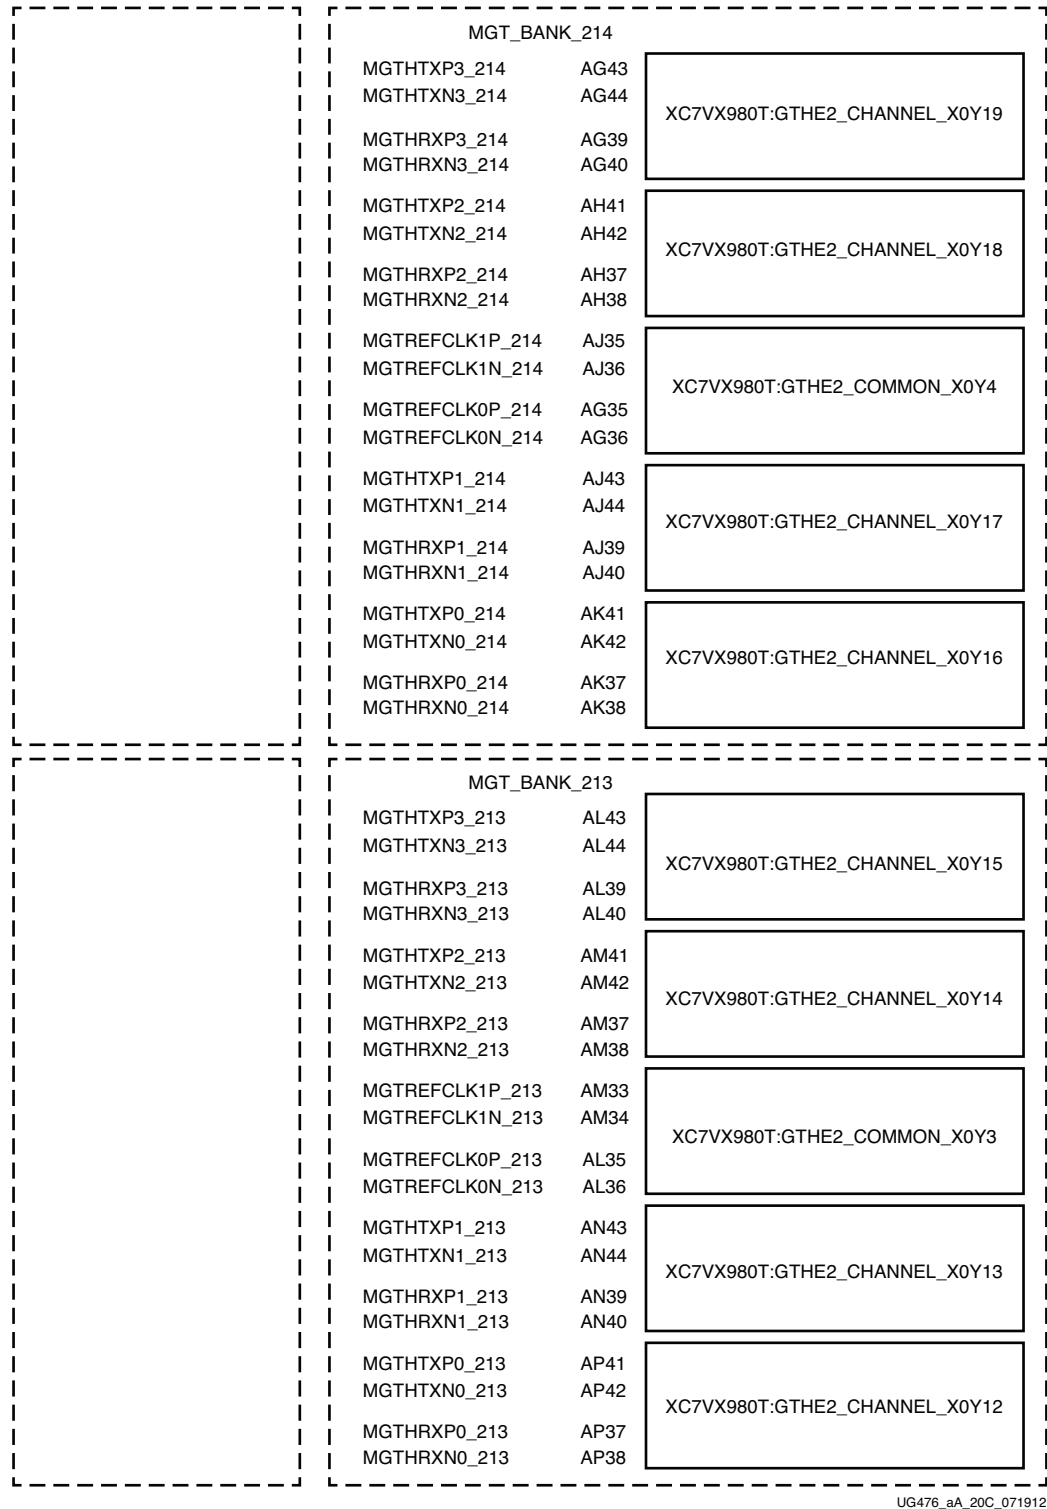 MGT_BANK_214
MGTHTXP3_214 AG43
MGTHTXN3_214 AG44
XC7VX980T:GTHE2_CHANNEL_X0Y19
MGTHRXP3_214 AG39
MGTHRXN3_214 AG40
MGTHTXP2_214 AH41
MGTHTXN2_214 AH42
XC7VX980T:GTHE2_CHANNEL_X0Y18
MGTHRXP2_214 AH37
MGTHRXN2_214 AH38
MGTREFCLK1P_214 AJ35
MGTREFCLK1N_214 AJ36
XC7VX980T:GTHE2_COMMON_X0Y4
MGTREFCLK0P_214 AG35
MGTREFCLK0N_214 AG36
MGTHTXP1_214 AJ43
MGTHTXN1_214 AJ44
XC7VX980T:GTHE2_CHANNEL_X0Y17
MGTHRXP1_214 AJ39
MGTHRXN1_214 AJ40
MGTHTXP0_214 AK41
MGTHTXN0_214 AK42
XC7VX980T:GTHE2_CHANNEL_X0Y16
MGTHRXP0_214 AK37
MGTHRXN0_214 AK38
MGT_BANK_213
MGTHTXP3_213 AL43
MGTHTXN3_213 AL44
XC7VX980T:GTHE2_CHANNEL_X0Y15
MGTHRXP3_213 AL39
MGTHRXN3_213 AL40
MGTHTXP2_213 AM41
MGTHTXN2_213 AM42
XC7VX980T:GTHE2_CHANNEL_X0Y14
MGTHRXP2_213 AM37
MGTHRXN2_213 AM38
MGTREFCLK1P_213 AM33
MGTREFCLK1N_213 AM34
XC7VX980T:GTHE2_COMMON_X0Y3
MGTREFCLK0P_213 AL35
MGTREFCLK0N_213 AL36
MGTHTXP1_213 AN43
MGTHTXN1_213 AN44
XC7VX980T:GTHE2_CHANNEL_X0Y13
MGTHRXP1_213 AN39
MGTHRXN1_213 AN40
MGTHTXP0_213 AP41
MGTHTXN0_213 AP42
XC7VX980T:GTHE2_CHANNEL_X0Y12
MGTHRXP0_213 AP37
MGTHRXN0_213 AP38
UG476_aA_20C_071912